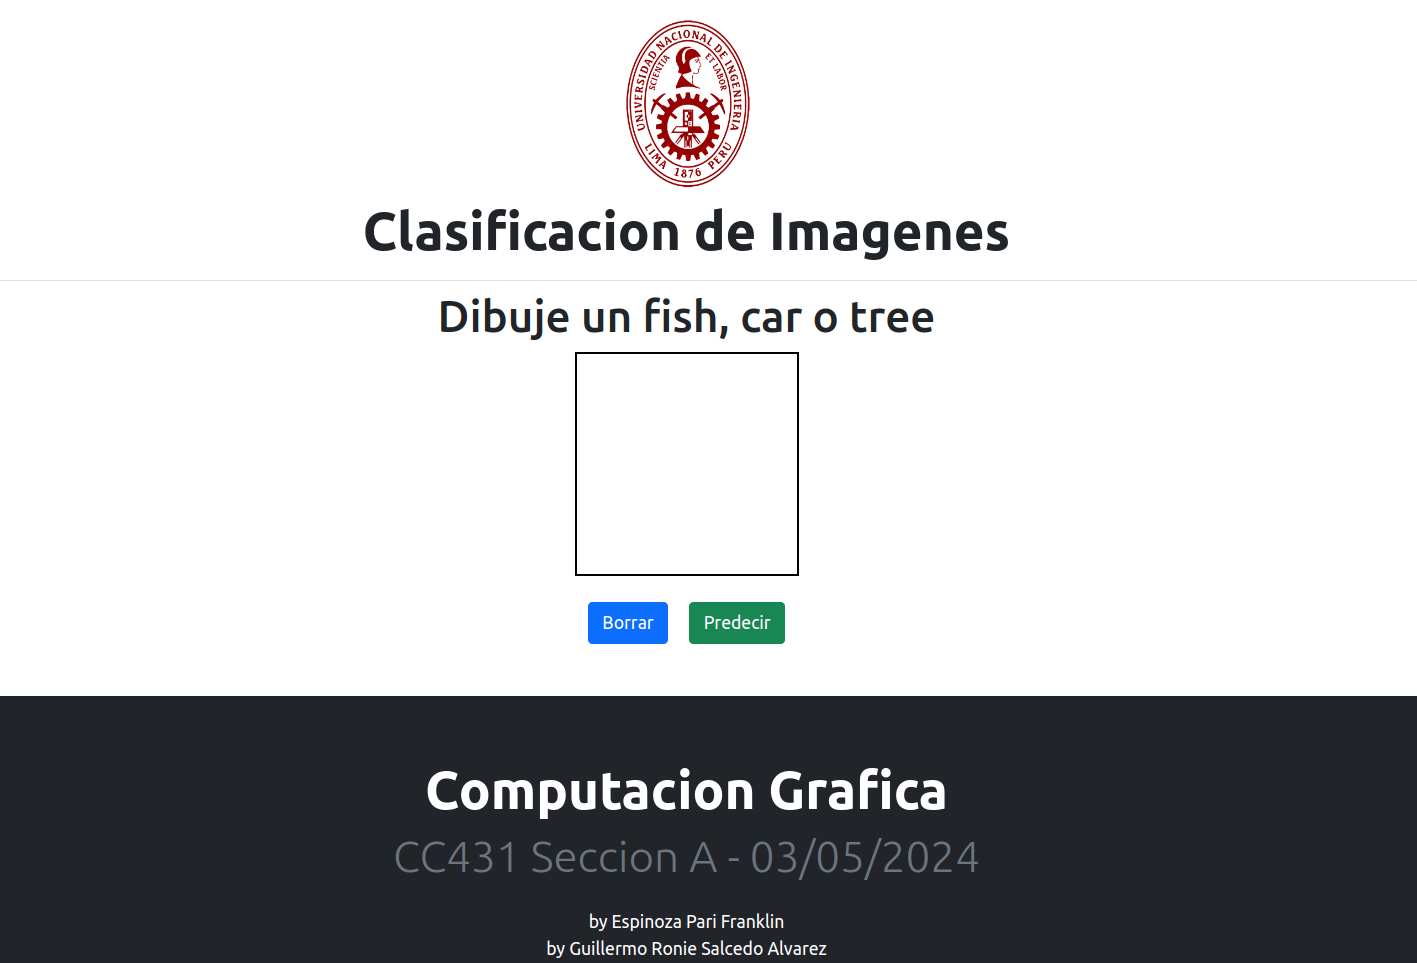 UNIVERSIDAD NACIONAL DE INGENIERIA
SCIENTIA ET LABOR
LIMA 1876 PERU
Clasificacion de Imagenes
Dibuje un fish, car o tree
Borrar Predecir
Computacion Grafica
CC431 Seccion A - 03/05/2024
by Espinoza Pari Franklin
by Guillermo Ronie Salcedo Alvarez